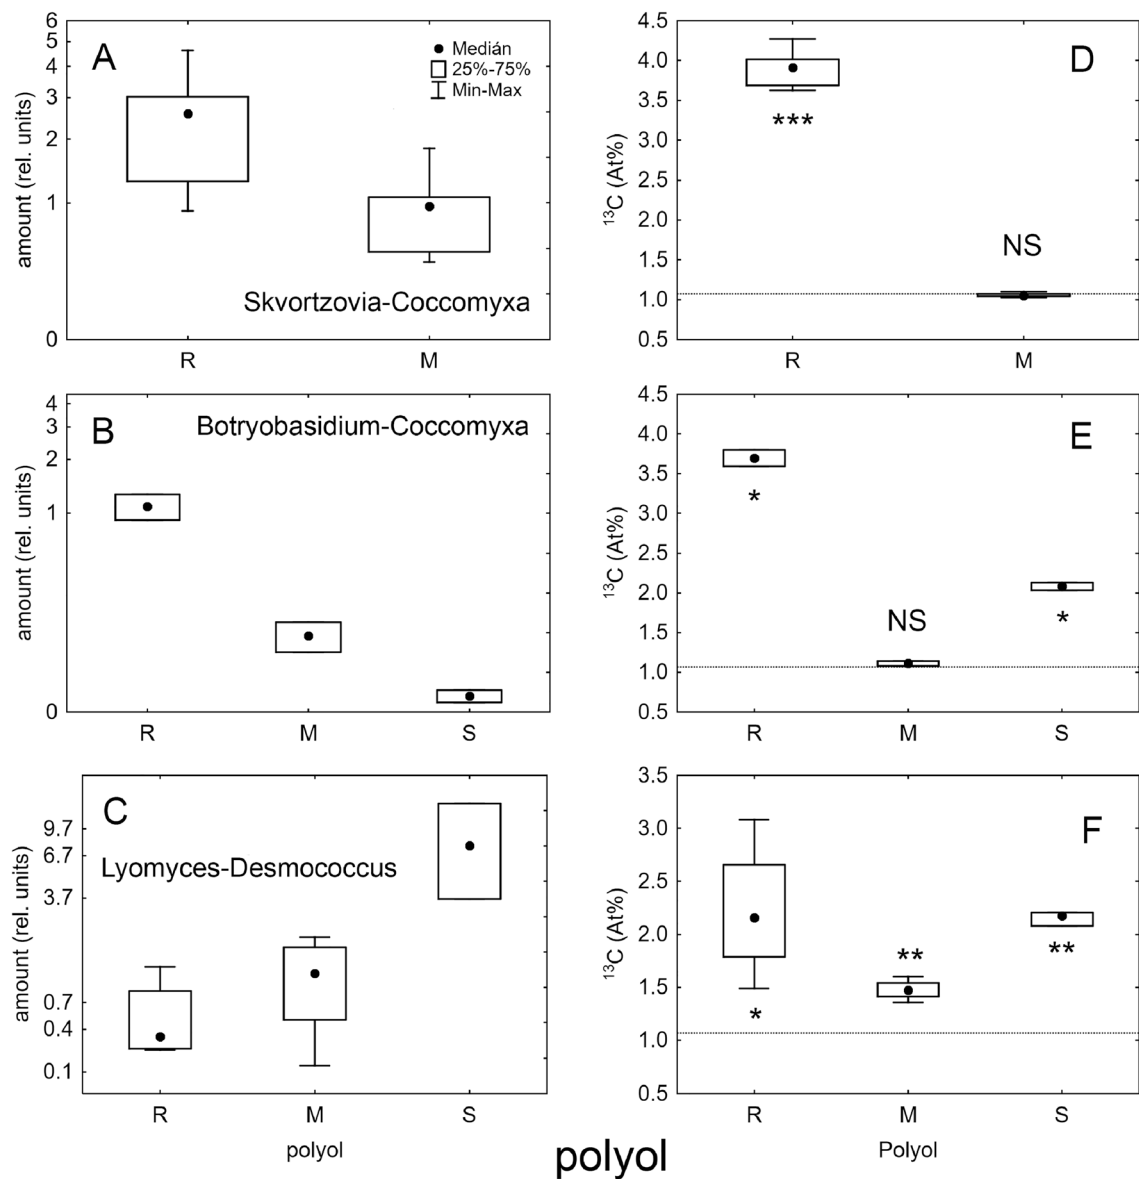 A
Medián
25%-75%
Min-Max
6
5
4
3
2
1
0
amount (rel. units)
Skvortzovia-Coccomyxa
R M
D
4.5
4.0
3.5
4.5
2.5
4.0
1.5
1.0
0.5
¹³C (At%)
***
NS
R M
B
Botryobasidium-Coccomyxa
4
3
2
1
0
amount (rel. units)
R M S
E
4.5
4.0
3.5
3.0
2.5
2.0
1.5
1.0
0.5
¹³C (At%)
*
NS
*
R M S
C
Lyomyces-Desmococcus
9.7
6.7
3.7
0.7
0.4
0.1
amount (rel. units)
R M S
polyol
F
3.5
3.0
2.5
2.0
1.5
1.0
0.5
¹³C (At%)
*
**
**
R M S
Polyol
polyol